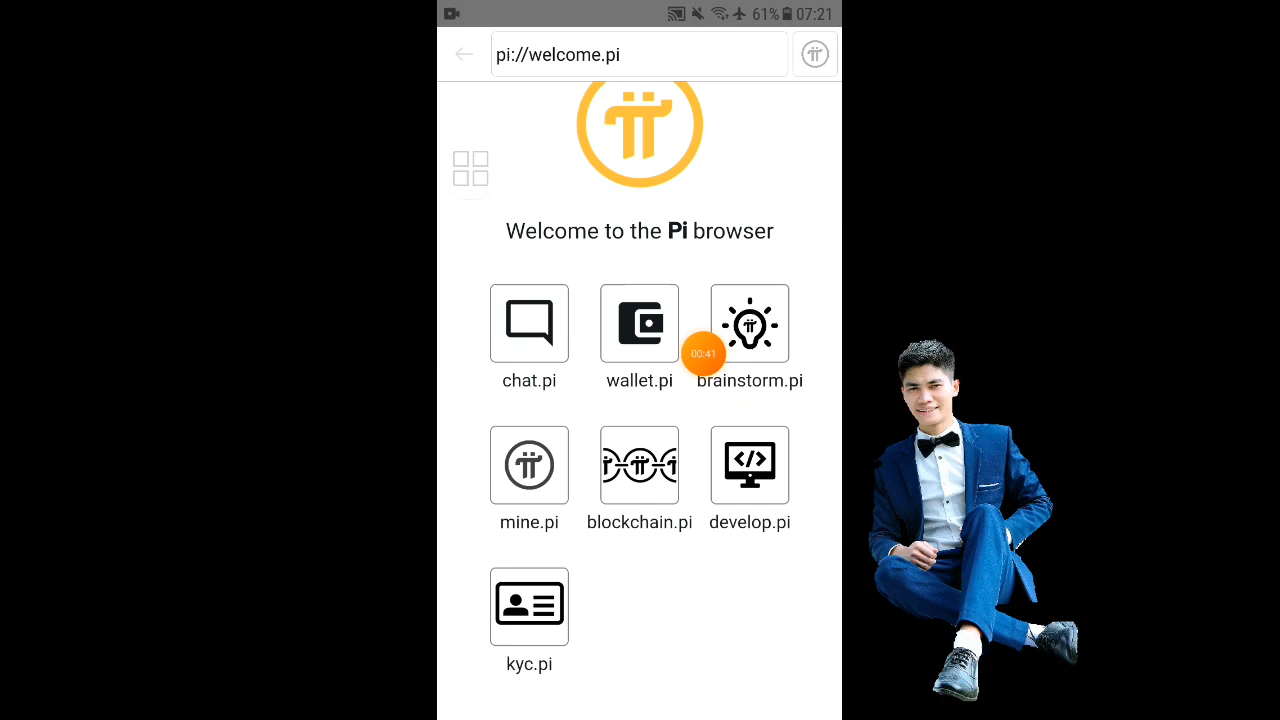 61% 07:21
pi://welcome.pi
Welcome to the Pi browser
00:41
chat.pi wallet.pi brainstorm.pi
mine.pi blockchain.pi develop.pi
kyc.pi